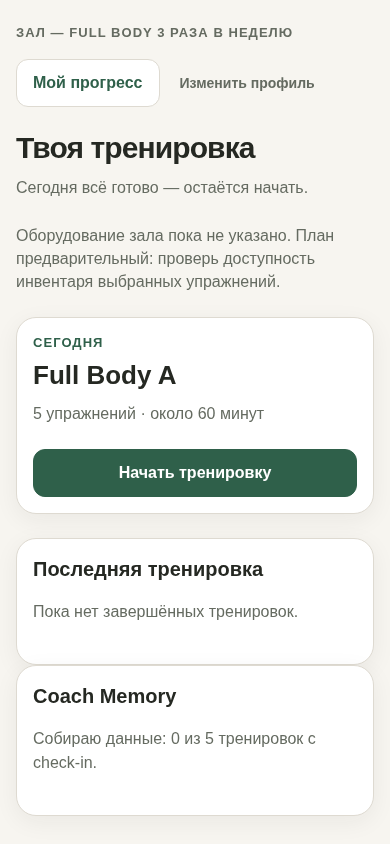 ЗАЛ — FULL BODY 3 РАЗА В НЕДЕЛЮ
Мой прогресс
Изменить профиль
Твоя тренировка
Сегодня всё готово — остаётся начать.
Оборудование зала пока не указано. План
предварительный: проверь доступность
инвентаря выбранных упражнений.
СЕГОДНЯ
Full Body A
5 упражнений · около 60 минут
Начать тренировку
Последняя тренировка
Пока нет завершённых тренировок.
Coach Memory
Собираю данные: 0 из 5 тренировок с
check-in.